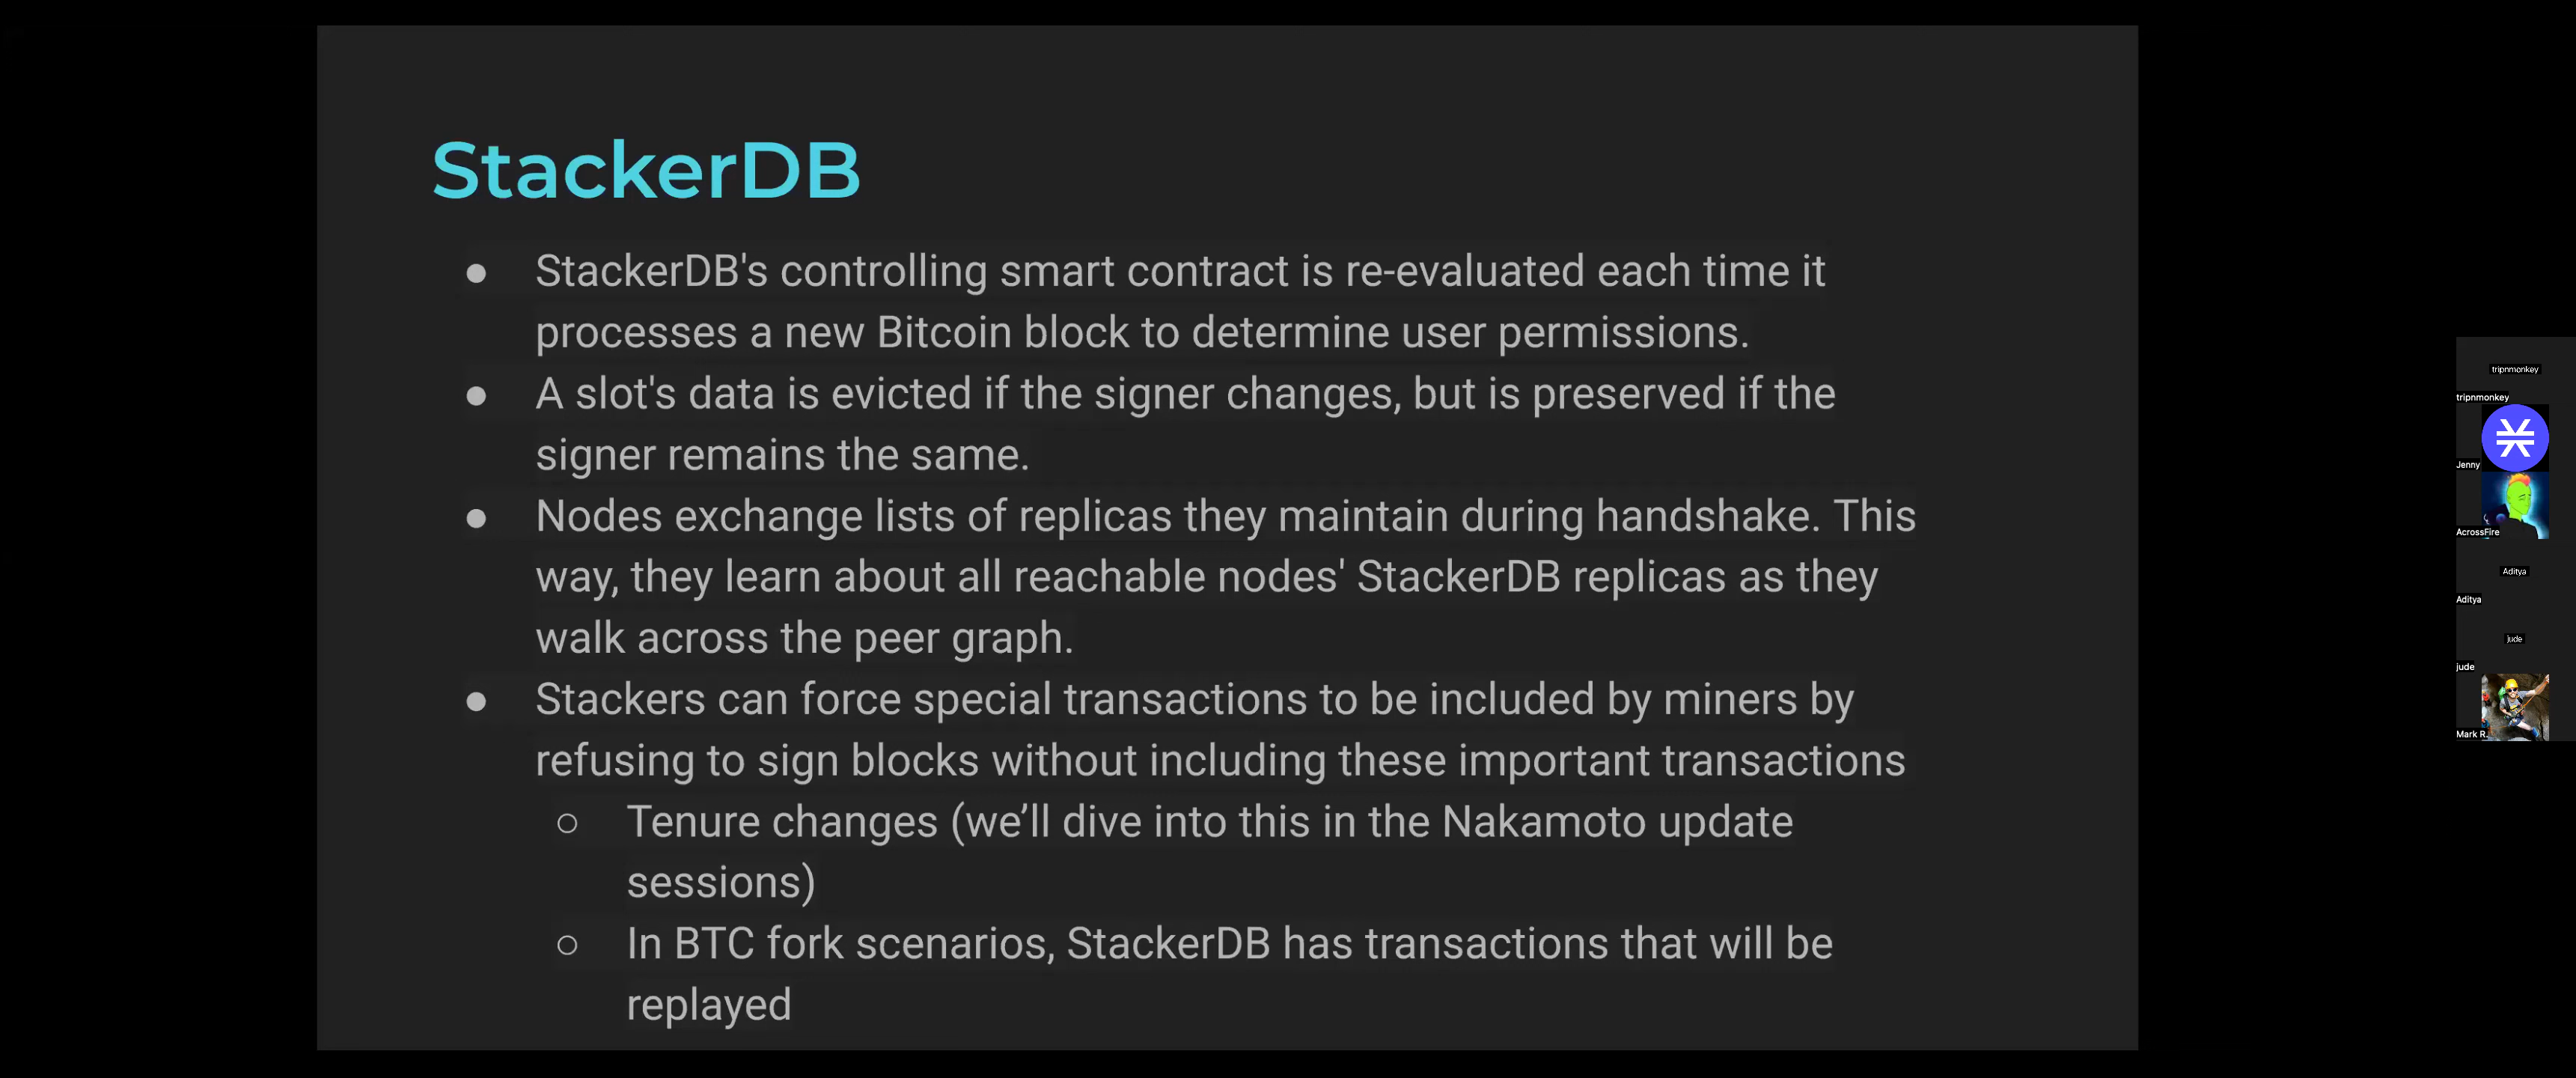 StackerDB
● StackerDB's controlling smart contract is re-evaluated each time it
processes a new Bitcoin block to determine user permissions.
● A slot's data is evicted if the signer changes, but is preserved if the
signer remains the same.
● Nodes exchange lists of replicas they maintain during handshake. This
way, they learn about all reachable nodes' StackerDB replicas as they
walk across the peer graph.
● Stackers can force special transactions to be included by miners by
refusing to sign blocks without including these important transactions
○ Tenure changes (we’ll dive into this in the Nakamoto update
sessions)
○ In BTC fork scenarios, StackerDB has transactions that will be
replayed
tripnmonkey
tripnmonkey
Jenny
AcrossFire
Aditya
Aditya
jude
jude
Mark R.